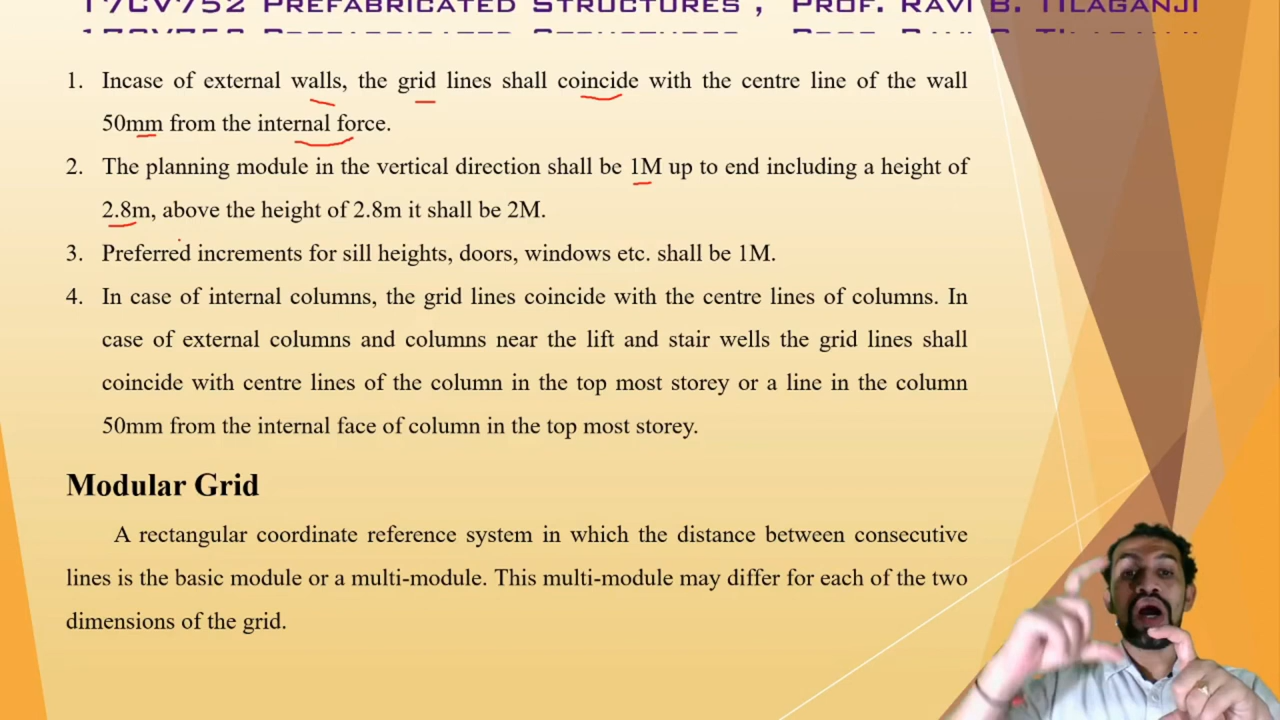 17CV752 Prefabricated Structures , Prof. Ravi B. Tilaganji
1. Incase of external walls, the grid lines shall coincide with the centre line of the wall
50mm from the internal force.
2. The planning module in the vertical direction shall be 1M up to end including a height of
2.8m, above the height of 2.8m it shall be 2M.
3. Preferred increments for sill heights, doors, windows etc. shall be 1M.
4. In case of internal columns, the grid lines coincide with the centre lines of columns. In
case of external columns and columns near the lift and stair wells the grid lines shall
coincide with centre lines of the column in the top most storey or a line in the column
50mm from the internal face of column in the top most storey.
Modular Grid
A rectangular coordinate reference system in which the distance between consecutive
lines is the basic module or a multi-module. This multi-module may differ for each of the two
dimensions of the grid.